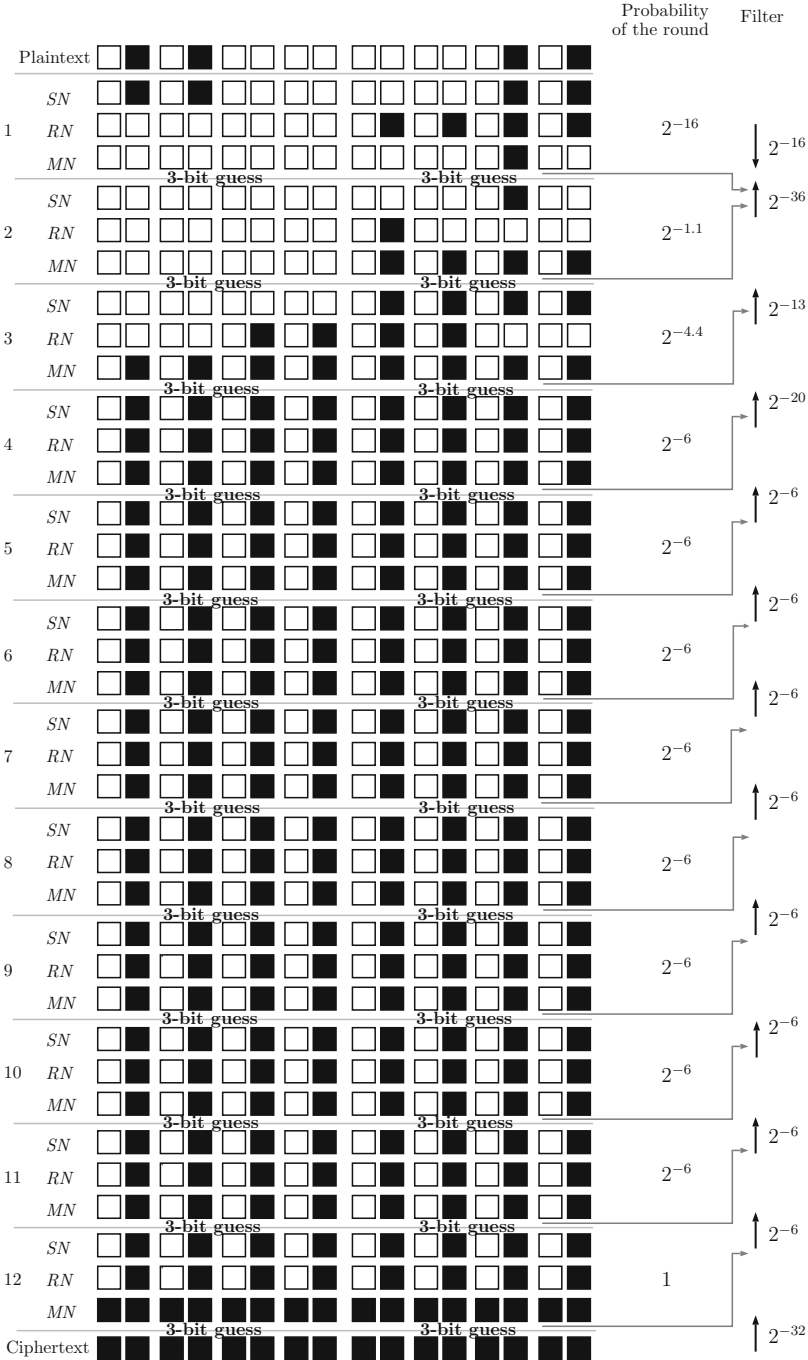 Probability
of the round
Filter
Plaintext
SN
1 RN 2^{-16}
2^{-16}
MN
3-bit guess 3-bit guess
SN 2^{-36}
2 RN 2^{-1.1}
MN
3-bit guess 3-bit guess
SN 2^{-13}
3 RN 2^{-4.4}
MN
3-bit guess 3-bit guess
SN 2^{-20}
4 RN 2^{-6}
MN
3-bit guess 3-bit guess
2^{-6}
SN
5 RN 2^{-6}
MN
3-bit guess 3-bit guess
2^{-6}
SN
6 RN 2^{-6}
MN
3-bit guess 3-bit guess
2^{-6}
SN
7 RN 2^{-6}
MN
3-bit guess 3-bit guess
2^{-6}
SN
8 RN 2^{-6}
MN
3-bit guess 3-bit guess
2^{-6}
SN
9 RN 2^{-6}
MN
3-bit guess 3-bit guess
2^{-6}
SN
10 RN 2^{-6}
MN
3-bit guess 3-bit guess
2^{-6}
SN
11 RN 2^{-6}
MN
3-bit guess 3-bit guess
2^{-6}
SN
12 RN 1
MN
3-bit guess 3-bit guess
2^{-32}
Ciphertext